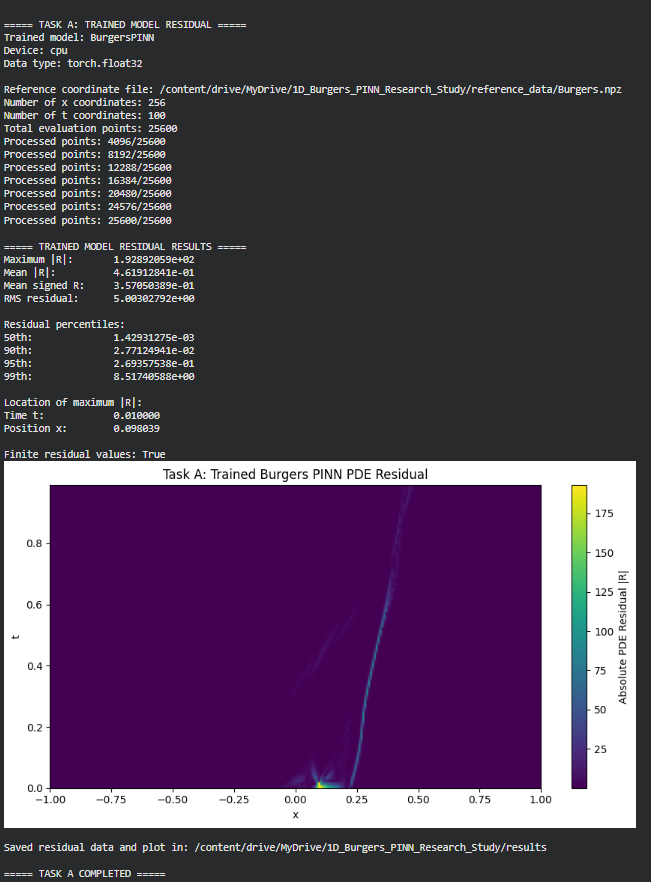 ===== TASK A: TRAINED MODEL RESIDUAL =====
Trained model: BurgersPINN
Device: cpu
Data type: torch.float32
Reference coordinate file: /content/drive/MyDrive/1D_Burgers_PINN_Research_Study/reference_data/Burgers.npz
Number of x coordinates: 256
Number of t coordinates: 100
Total evaluation points: 25600
Processed points: 4096/25600
Processed points: 8192/25600
Processed points: 12288/25600
Processed points: 16384/25600
Processed points: 20480/25600
Processed points: 24576/25600
Processed points: 25600/25600
===== TRAINED MODEL RESIDUAL RESULTS =====
Maximum |R|: 1.92892059e+02
Mean |R|: 4.61912841e-01
Mean signed R: 3.57050389e-01
RMS residual: 5.00302792e+00
Residual percentiles:
50th: 1.42931275e-03
90th: 2.77124941e-02
95th: 2.69357538e-01
99th: 8.51740588e+00
Location of maximum |R|:
Time t: 0.010000
Position x: 0.098039
Finite residual values: True
Task A: Trained Burgers PINN PDE Residual
0.8
0.6
0.4
0.2
0.0
t
−1.00 −0.75 −0.50 −0.25 0.00 0.25 0.50 0.75 1.00
x
175
150
125
100
75
50
25
Absolute PDE Residual |R|
Saved residual data and plot in: /content/drive/MyDrive/1D_Burgers_PINN_Research_Study/results
===== TASK A COMPLETED =====